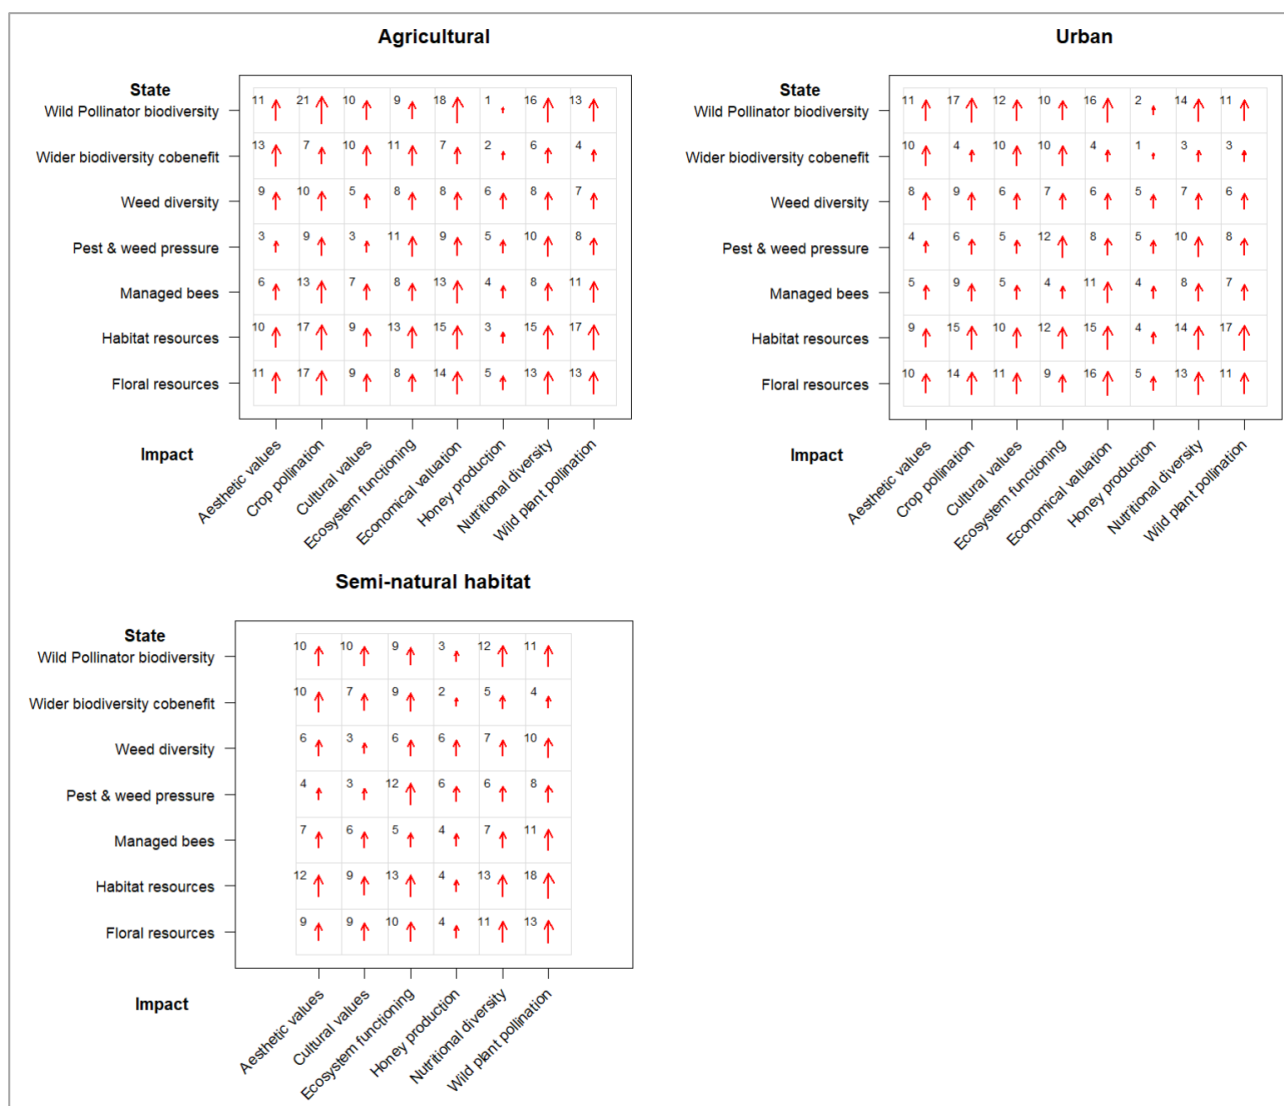 Agricultural
State
Wild Pollinator biodiversity 11 21 10 9 18 1 16 13
Wider biodiversity cobenefit 13 7 10 11 7 2 6 4
Weed diversity 9 10 5 8 8 6 8 7
Pest & weed pressure 3 9 3 11 9 5 10 8
Managed bees 6 13 7 8 13 4 8 11
Habitat resources 10 17 9 13 15 3 15 17
Floral resources 11 17 9 8 14 5 13 13
Impact
Aesthetic values
Crop pollination
Cultural values
Ecosystem functioning
Economical valuation
Honey production
Nutritional diversity
Wild plant pollination
Urban
State
Wild Pollinator biodiversity 11 17 12 10 16 2 14 11
Wider biodiversity cobenefit 10 4 10 10 4 1 3 3
Weed diversity 8 9 6 7 6 5 7 6
Pest & weed pressure 4 6 5 12 8 5 10 8
Managed bees 5 9 5 4 11 4 8 7
Habitat resources 9 15 10 12 15 4 14 17
Floral resources 10 14 11 9 16 5 13 11
Impact
Aesthetic values
Crop pollination
Cultural values
Ecosystem functioning
Economical valuation
Honey production
Nutritional diversity
Wild plant pollination
Semi-natural habitat
State
Wild Pollinator biodiversity 10 10 9 3 12 11
Wider biodiversity cobenefit 10 7 9 2 5 4
Weed diversity 6 3 6 6 7 10
Pest & weed pressure 4 3 12 6 6 8
Managed bees 7 6 5 4 7 11
Habitat resources 12 9 13 4 13 18
Floral resources 9 9 10 4 11 13
Impact
Aesthetic values
Cultural values
Ecosystem functioning
Honey production
Nutritional diversity
Wild plant pollination